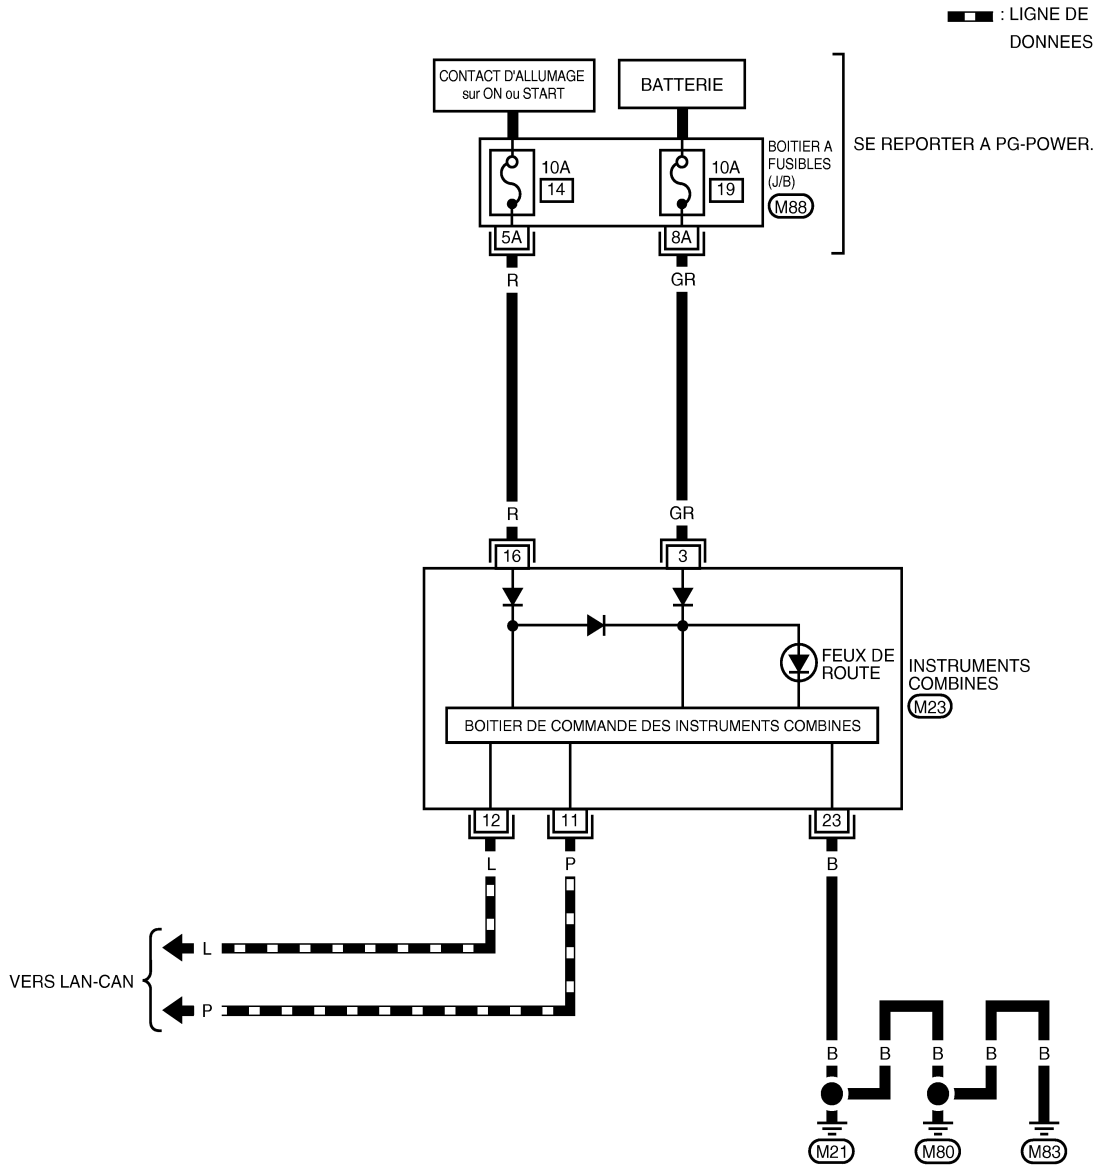 : LIGNE DE
DONNEES
CONTACT D'ALLUMAGE
sur ON ou START
BATTERIE
SE REPORTER A PG-POWER.
BOITIER A
FUSIBLES
(J/B)
M88
10A
14
10A
19
5A
8A
R
GR
R
GR
16
3
FEUX DE
ROUTE
INSTRUMENTS
COMBINES
M23
BOITIER DE COMMANDE DES INSTRUMENTS COMBINES
12
11
23
L
P
B
L
VERS LAN-CAN
P
B
B
B
B
B
M21
M80
M83